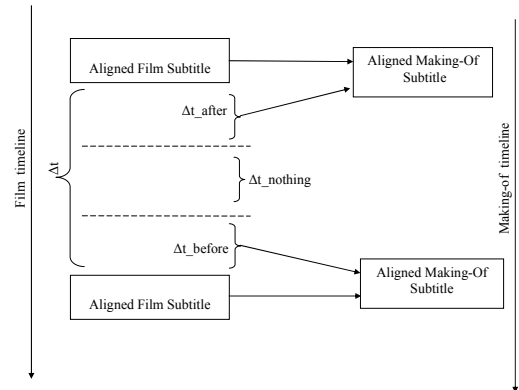 Aligned Film Subtitle
Aligned Making-Of
Subtitle
Δt_after
Film timeline
Δt
Δt_nothing
Making-of timeline
Δt_before
Aligned Making-Of
Subtitle
Aligned Film Subtitle